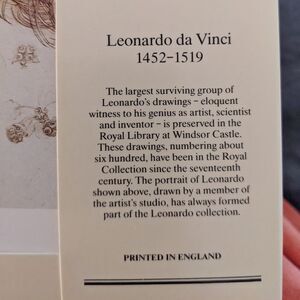 Leonardo da Vinci
1452–1519
The largest surviving group of
Leonardo's drawings – eloquent
witness to his genius as artist, scientist
and inventor – is preserved in the
Royal Library at Windsor Castle.
These drawings, numbering about
six hundred, have been in the Royal
Collection since the seventeenth
century. The portrait of Leonardo
shown above, drawn by a member of
the artist's studio, has always formed
part of the Leonardo collection.
PRINTED IN ENGLAND